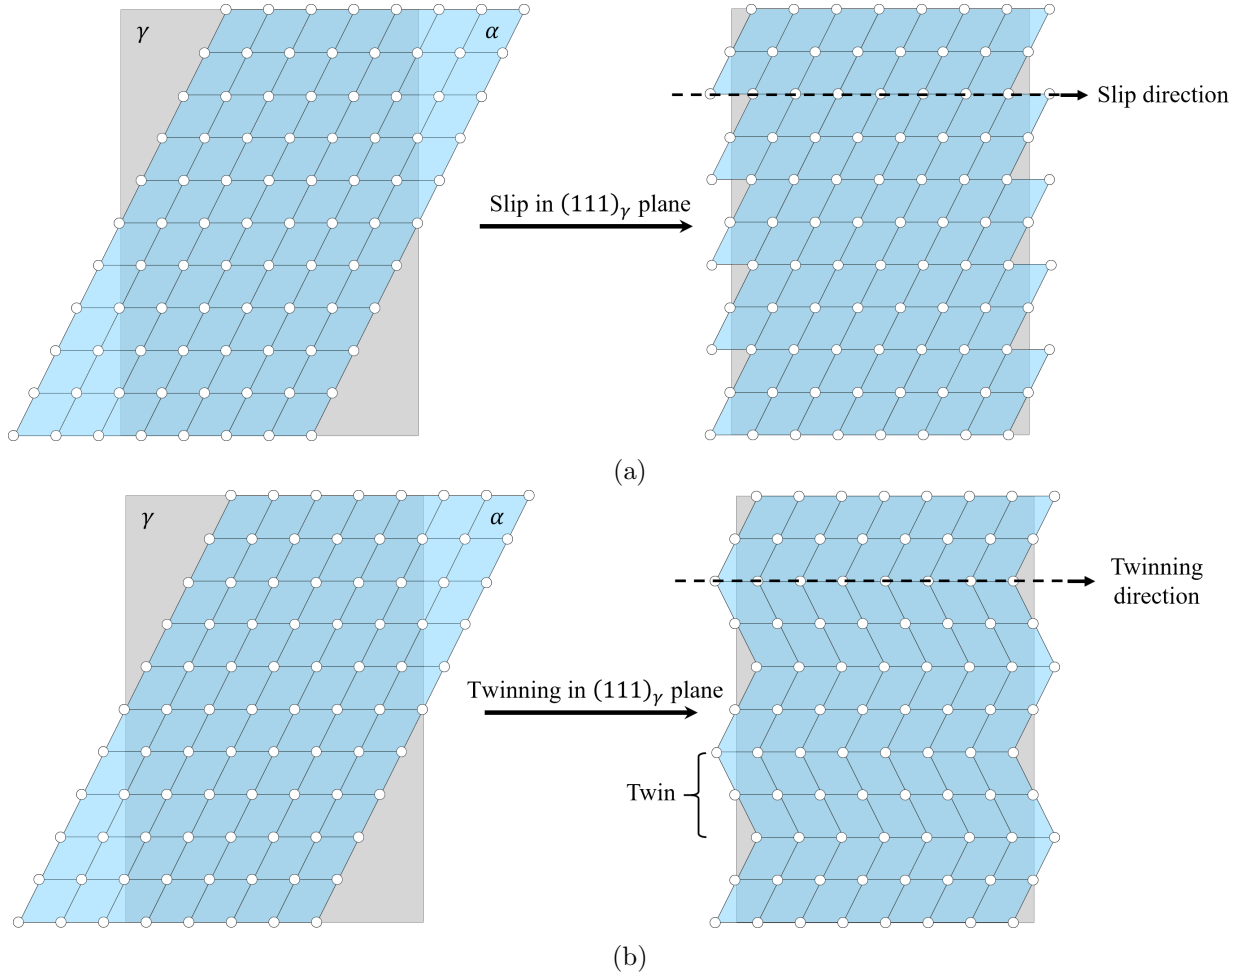 γ
α
Slip in (111)γ plane
Slip direction
(a)
γ
α
Twinning in (111)γ plane
Twinning
direction
Twin
(b)